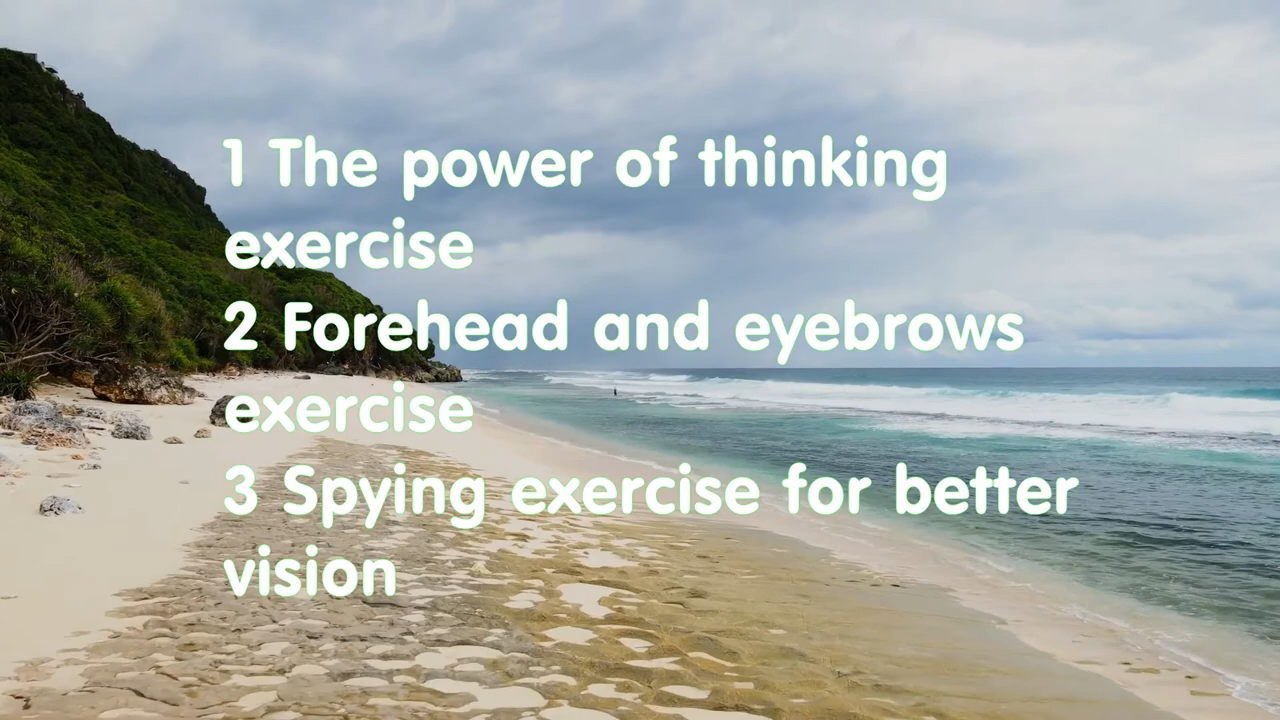 1 The power of thinking
exercise
2 Forehead and eyebrows
exercise
3 Spying exercise for better
vision